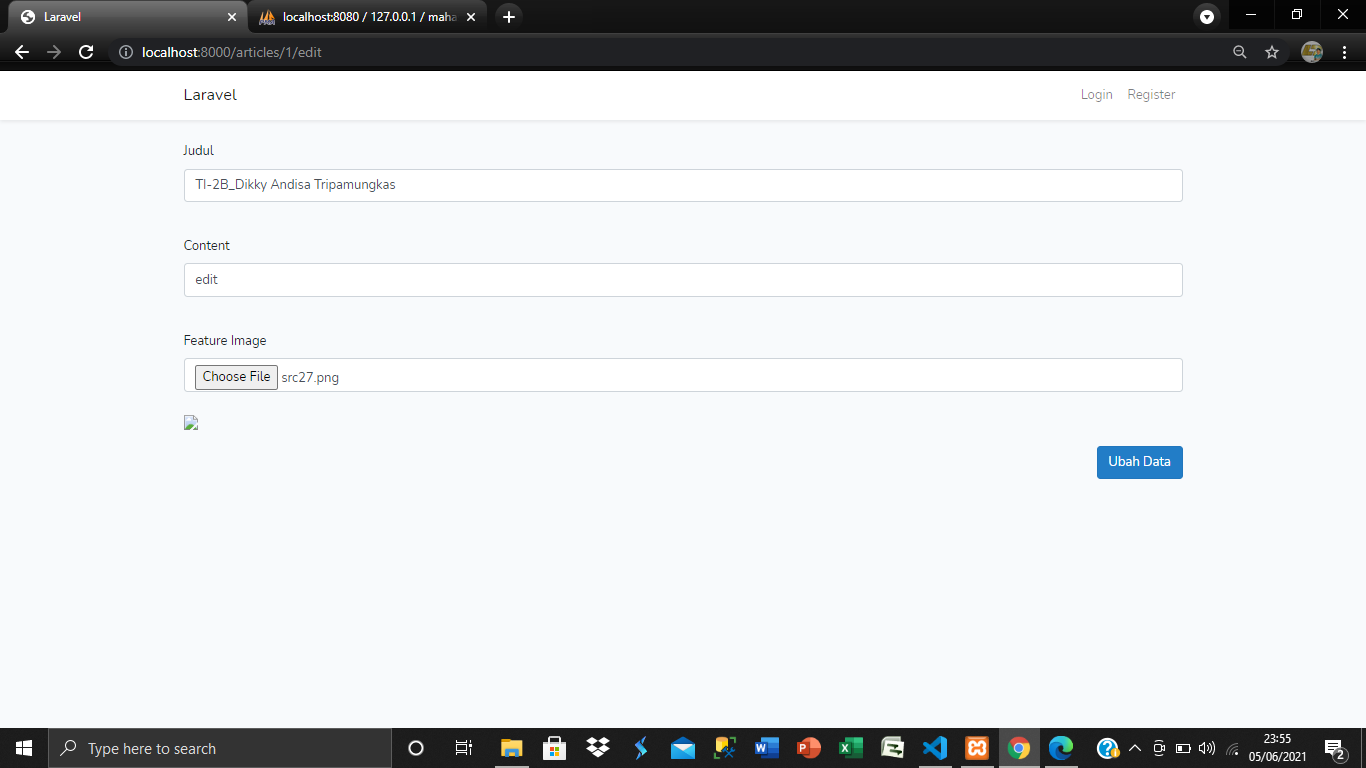 Laravel
localhost:8080 / 127.0.0.1 / maha
localhost:8000/articles/1/edit
Laravel
Login
Register
Judul
TI-2B_Dikky Andisa Tripamungkas
Content
edit
Feature Image
Choose File src27.png
Ubah Data
Type here to search
23:55
05/06/2021
2